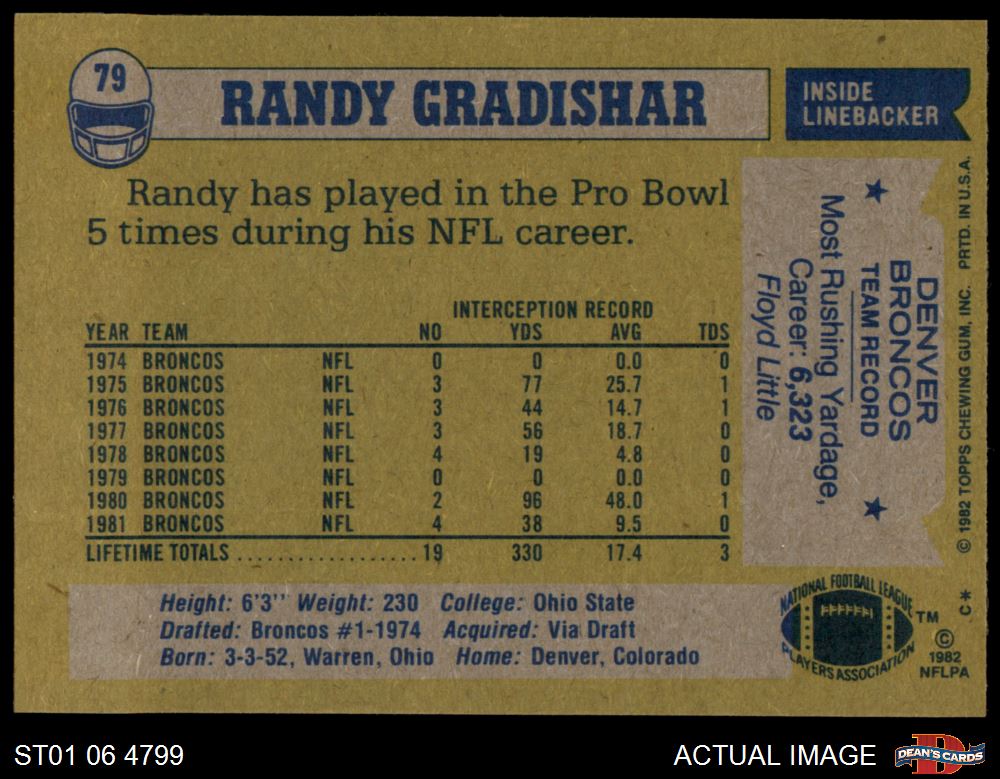 79
RANDY GRADISHAR
INSIDE
LINEBACKER
Randy has played in the Pro Bowl
5 times during his NFL career.
INTERCEPTION RECORD
YEAR TEAM NO YDS AVG TDS
1974 BRONCOS NFL 0 0 0.0 0
1975 BRONCOS NFL 3 77 25.7 1
1976 BRONCOS NFL 3 44 14.7 1
1977 BRONCOS NFL 3 56 18.7 0
1978 BRONCOS NFL 4 19 4.8 0
1979 BRONCOS NFL 0 0 0.0 0
1980 BRONCOS NFL 2 96 48.0 1
1981 BRONCOS NFL 4 38 9.5 0
LIFETIME TOTALS .................. 19 330 17.4 3
Height: 6'3" Weight: 230 College: Ohio State
Drafted: Broncos #1-1974 Acquired: Via Draft
Born: 3-3-52, Warren, Ohio Home: Denver, Colorado
DENVER
BRONCOS
TEAM RECORD
Most Rushing Yardage,
Career: 6,323
Floyd Little
© 1982 TOPPS CHEWING GUM, INC. PRTD. IN U.S.A.
C*
NATIONAL FOOTBALL LEAGUE
PLAYERS ASSOCIATION
TM
©
1982
NFLPA
ST01 06 4799
ACTUAL IMAGE
D
DEAN'S CARDS